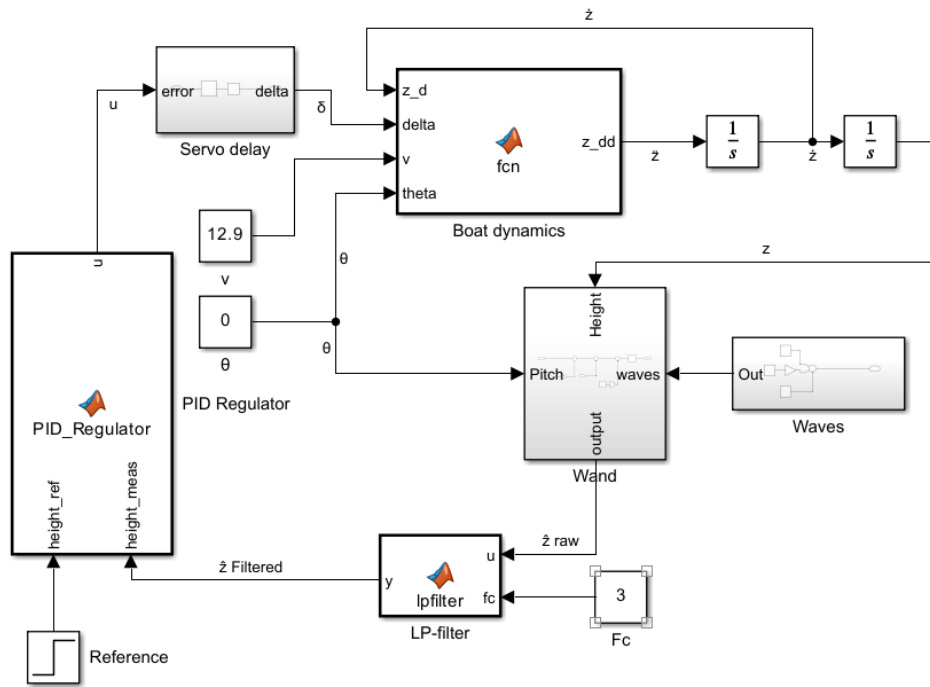 ż
u
error
delta
δ
Servo delay
z_d
delta
v
theta
fcn
z_dd
Boat dynamics
z̈
1
s
ż
1
s
12.9
v
θ
0
θ
θ
z
u
PID_Regulator
height_ref
height_meas
PID Regulator
Height
Pitch
waves
output
Wand
Out
Waves
ẑ raw
ẑ Filtered
u
fc
y
lpfilter
LP-filter
3
Fc
Reference